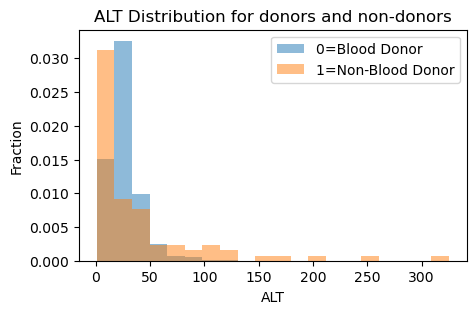 ALT Distribution for donors and non-donors
0=Blood Donor
1=Non-Blood Donor
Fraction
0.030
0.025
0.020
0.015
0.010
0.005
0.000
0 50 100 150 200 250 300
ALT